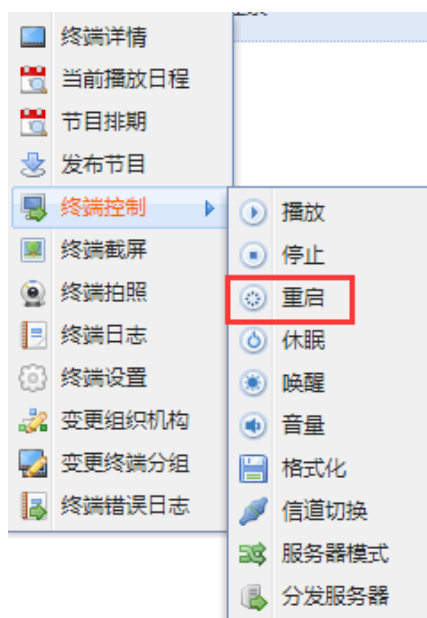 终端详情
当前播放日程
节目排期
发布节目
终端控制
终端截屏
终端拍照
终端日志
终端设置
变更组织机构
变更终端分组
终端错误日志
播放
停止
重启
休眠
唤醒
音量
格式化
信道切换
服务器模式
分发服务器